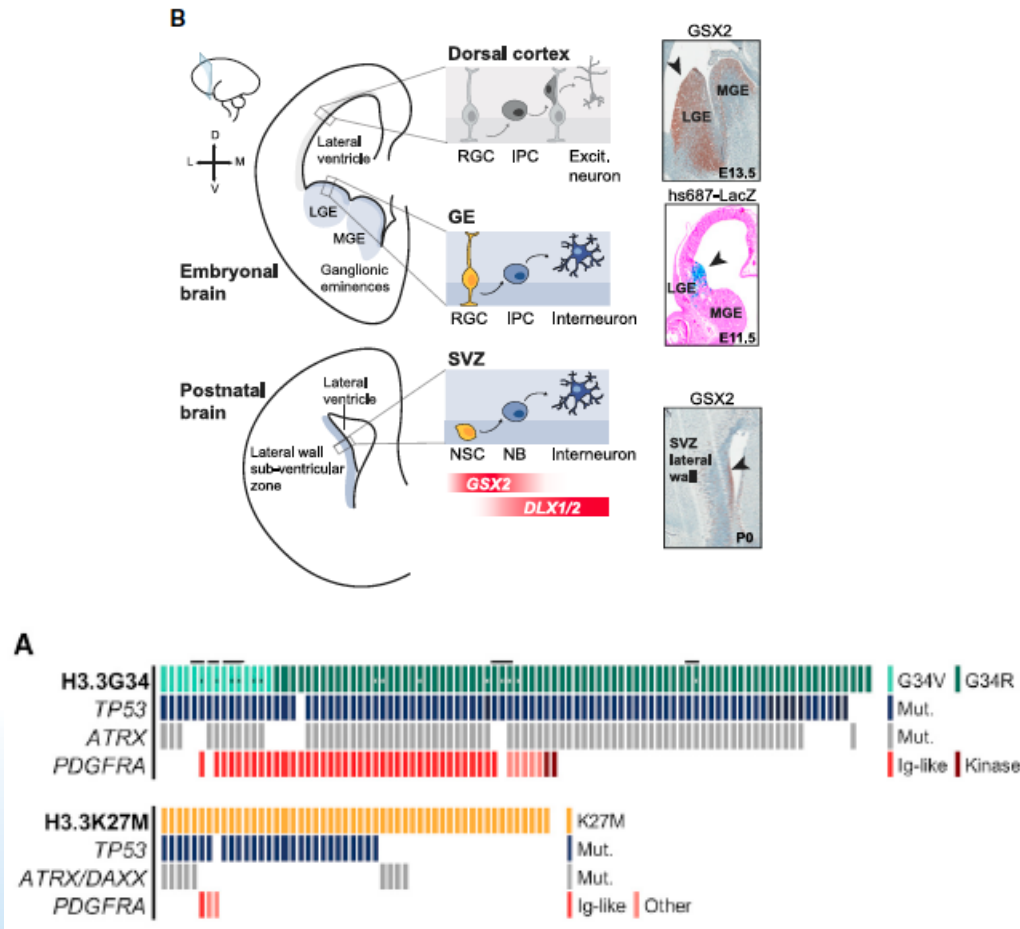 B
Dorsal cortex
RGC IPC Excit.
neuron
D
L M
V
Lateral
ventricle
LGE
MGE
Ganglionic
eminences
Embryonal
brain
GE
RGC IPC Interneuron
Postnatal
brain
Lateral
ventricle
Lateral wall
sub-ventricular
zone
SVZ
NSC NB Interneuron
GSX2
DLX1/2
GSX2
MGE
LGE
E13.5
hs687-LacZ
LGE
MGE
E11.5
GSX2
SVZ
lateral
wall
P0
A
H3.3G34 G34V G34R
TP53 Mut.
ATRX Mut.
PDGFRA Ig-like Kinase
H3.3K27M K27M
TP53 Mut.
ATRX/DAXX Mut.
PDGFRA Ig-like Other